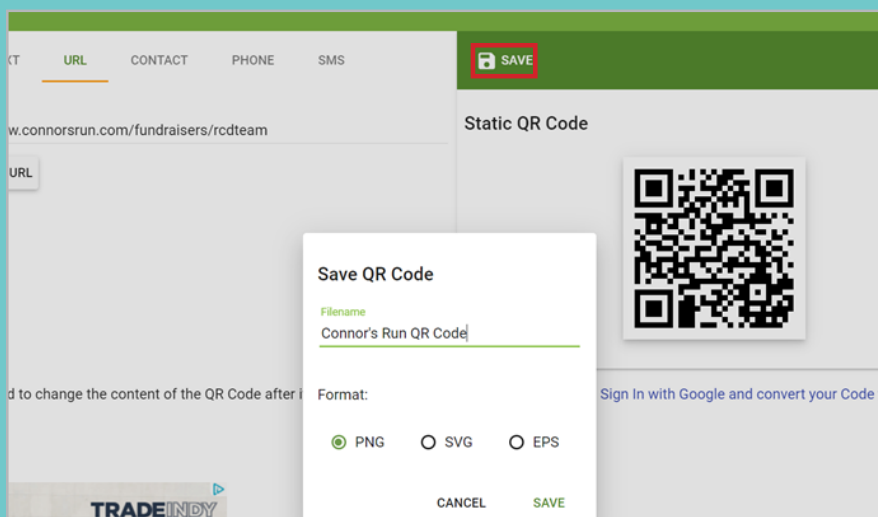 XT URL CONTACT PHONE SMS
SAVE
w.connorsrun.com/fundraisers/rcdteam
Static QR Code
URL
Save QR Code
Filename
Connor's Run QR Code
d to change the content of the QR Code after i
Format:
Sign In with Google and convert your Code
PNG SVG EPS
CANCEL SAVE
TRADEINDY